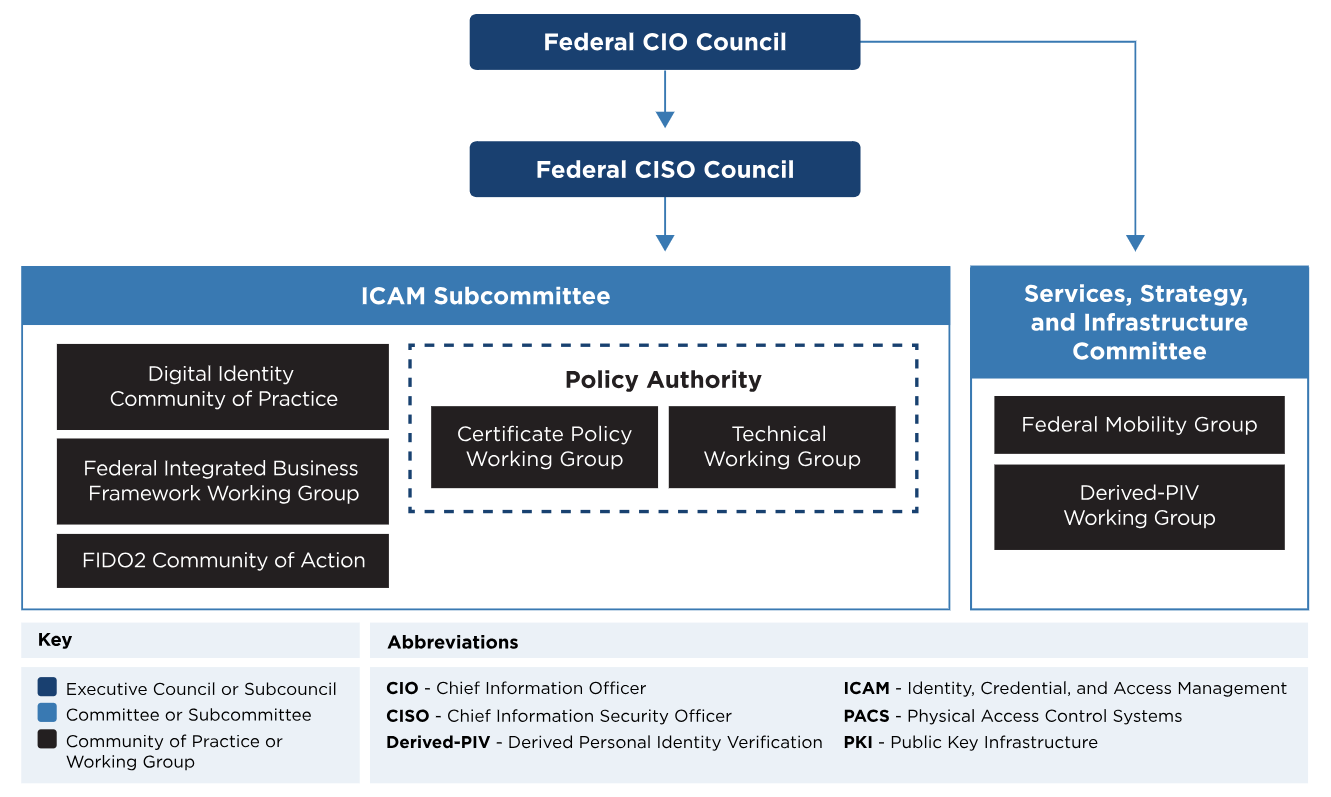 Federal CIO Council
Federal CISO Council
ICAM Subcommittee
Digital Identity
Community of Practice
Federal Integrated Business
Framework Working Group
FIDO2 Community of Action
Policy Authority
Certificate Policy
Working Group
Technical
Working Group
Services, Strategy,
and Infrastructure
Committee
Federal Mobility Group
Derived-PIV
Working Group
Key
Executive Council or Subcouncil
Committee or Subcommittee
Community of Practice or
Working Group
Abbreviations
CIO - Chief Information Officer
CISO - Chief Information Security Officer
Derived-PIV - Derived Personal Identity Verification
ICAM - Identity, Credential, and Access Management
PACS - Physical Access Control Systems
PKI - Public Key Infrastructure